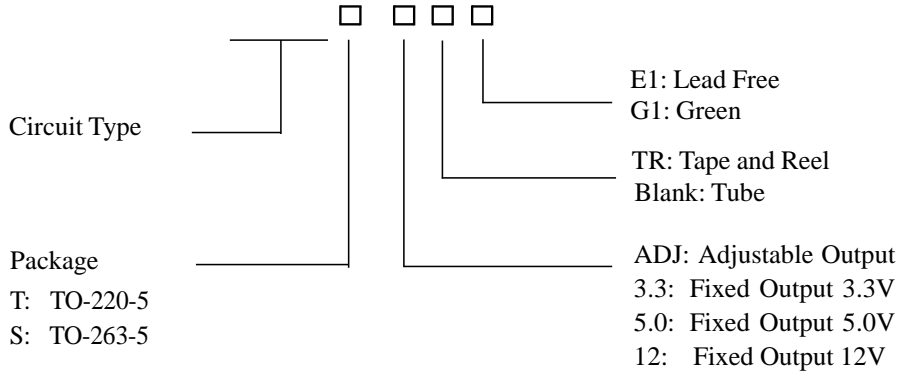 Circuit Type
Package
T: TO-220-5
S: TO-263-5
E1: Lead Free
G1: Green
TR: Tape and Reel
Blank: Tube
ADJ: Adjustable Output
3.3: Fixed Output 3.3V
5.0: Fixed Output 5.0V
12: Fixed Output 12V